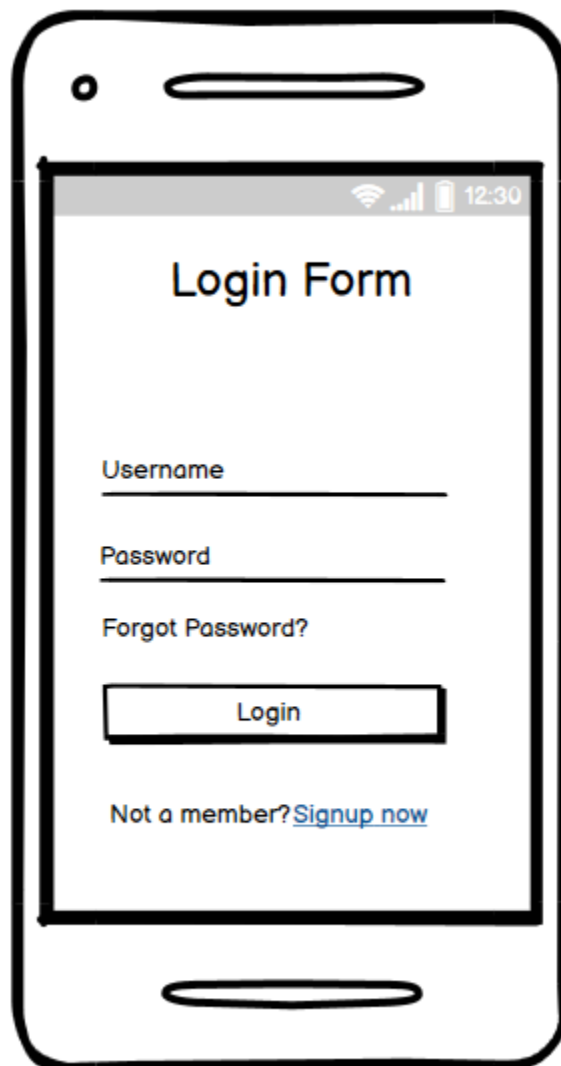 12:30
Login Form
Username
Password
Forgot Password?
Login
Not a member?Signup now